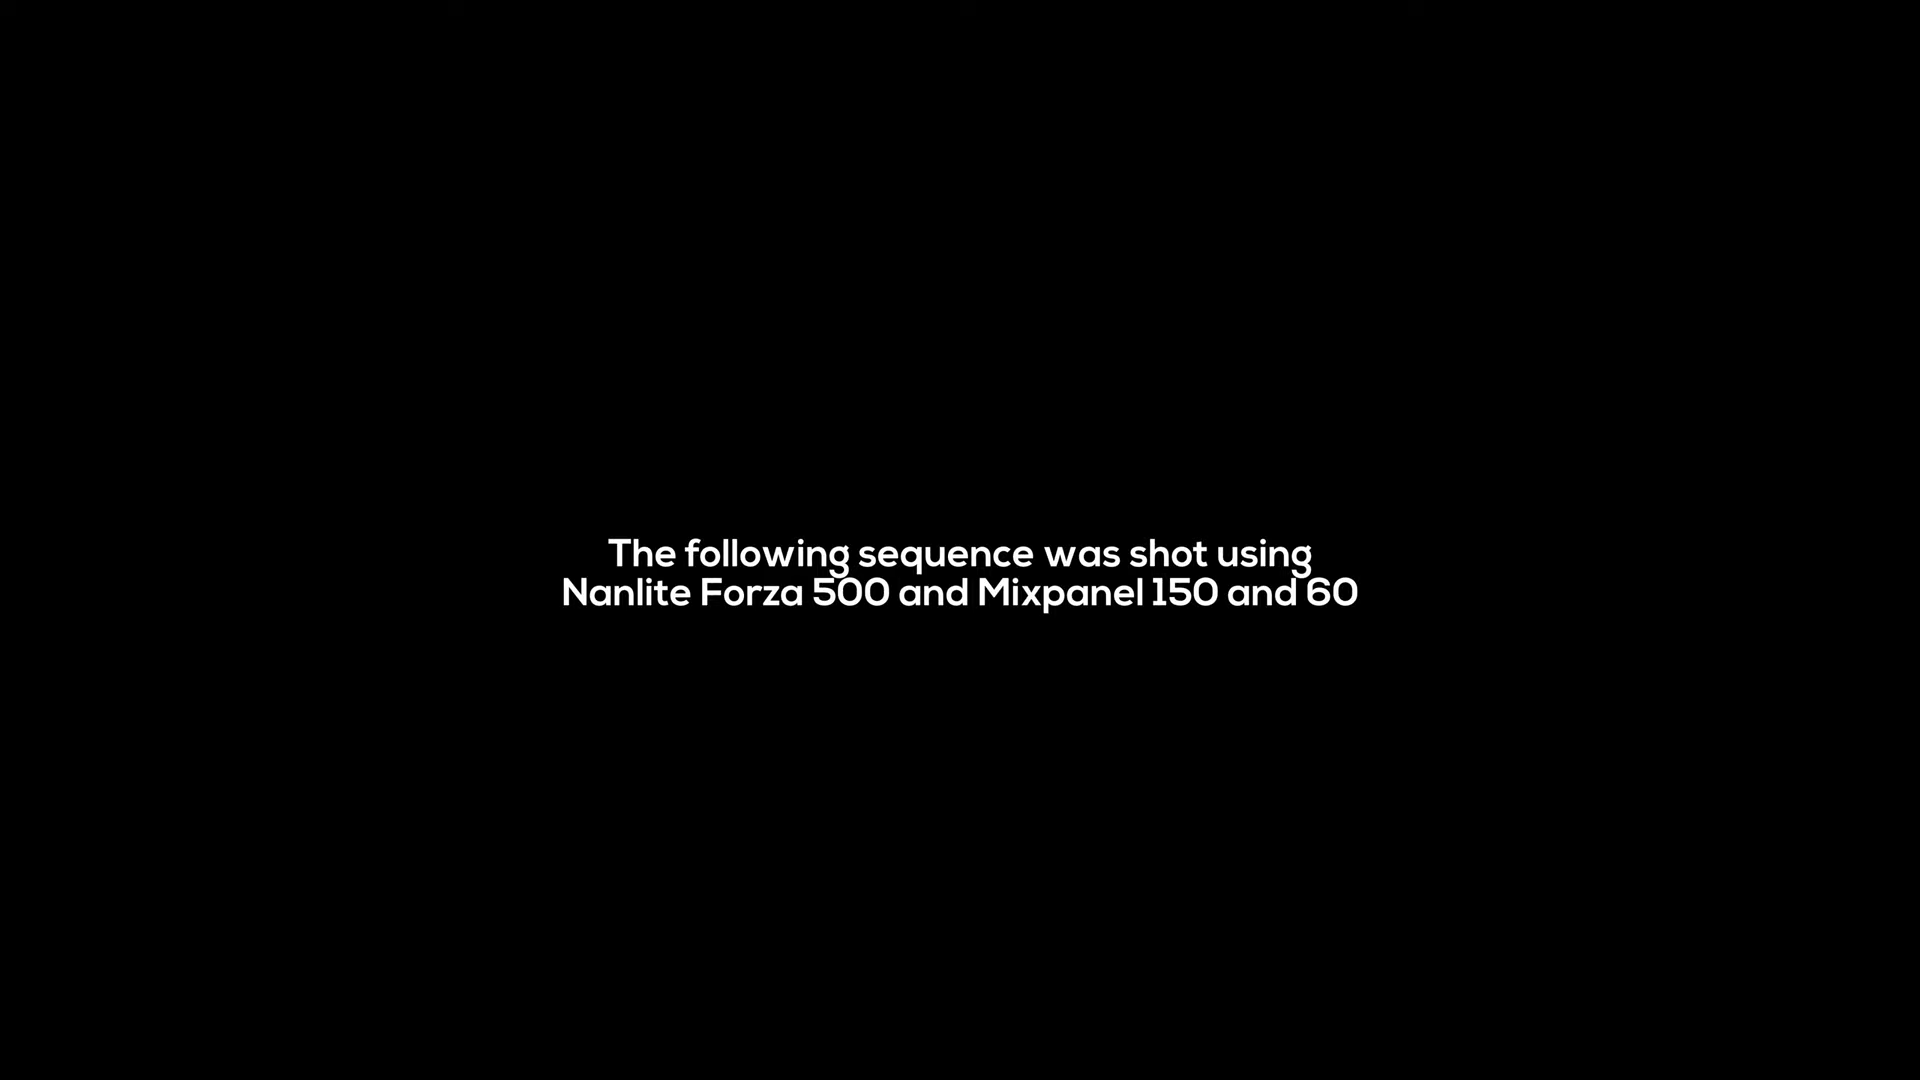 The following sequence was shot using
Nanlite Forza 500 and Mixpanel 150 and 60